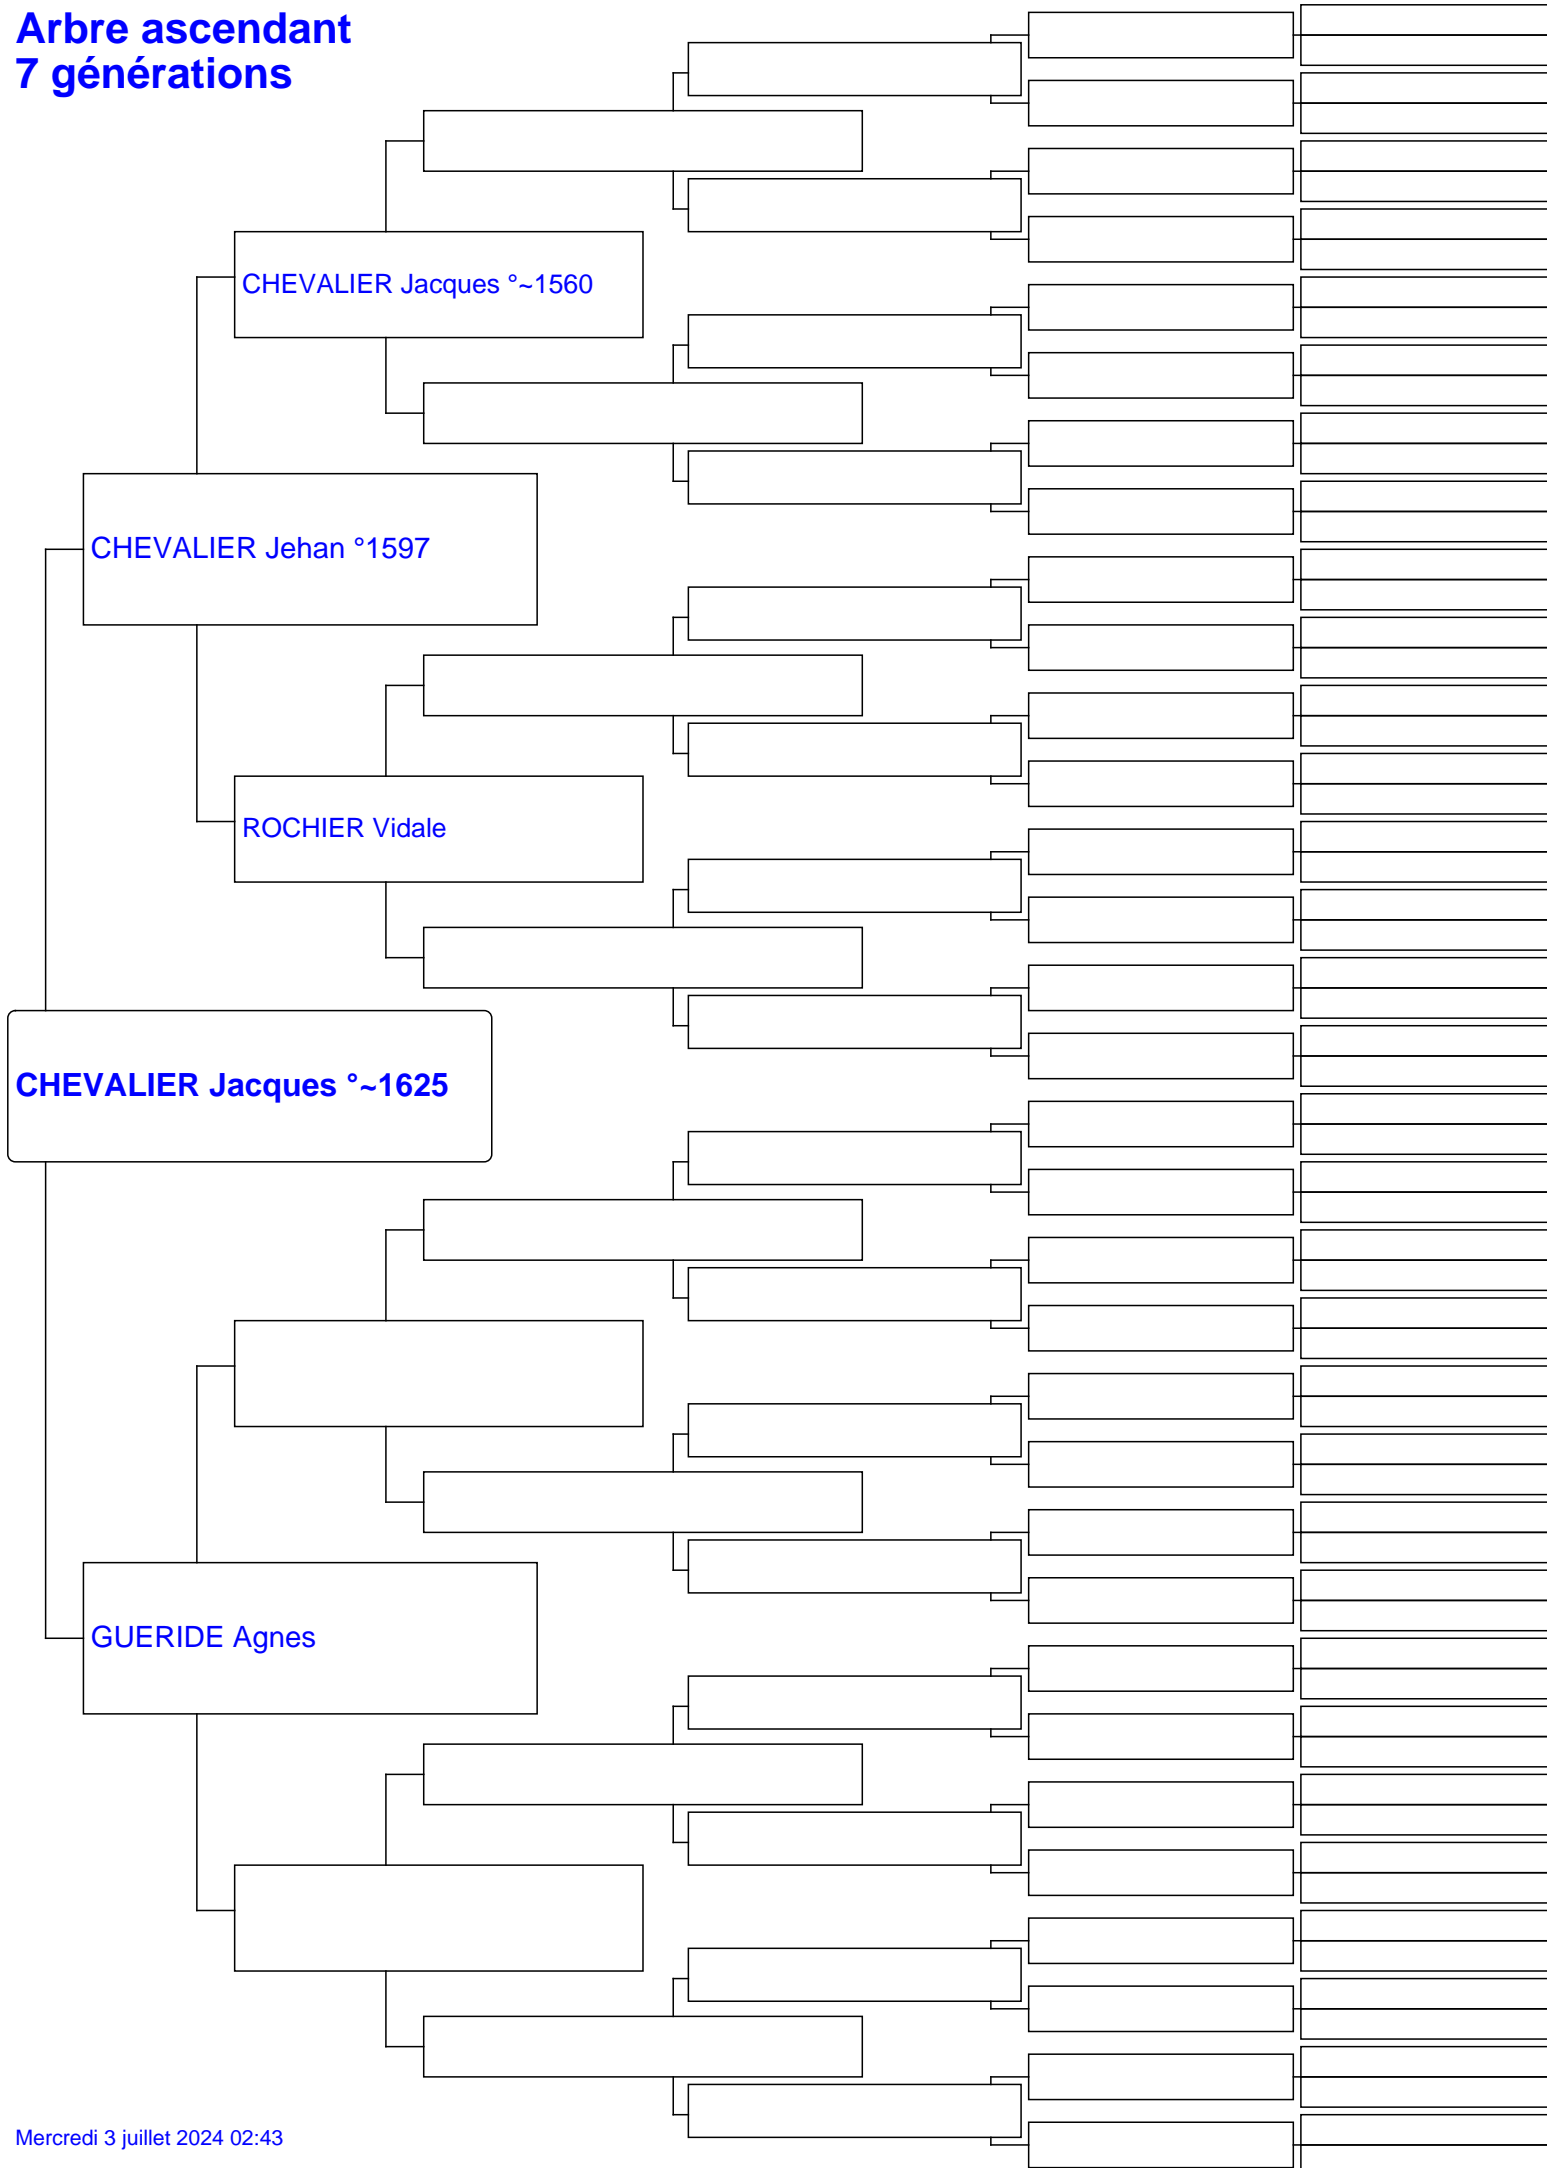 Arbre ascendant
7 générations
CHEVALIER Jacques °~1560
CHEVALIER Jehan °1597
ROCHIER Vidale
CHEVALIER Jacques °~1625
GUERIDE Agnes
Mercredi 3 juillet 2024 02:43